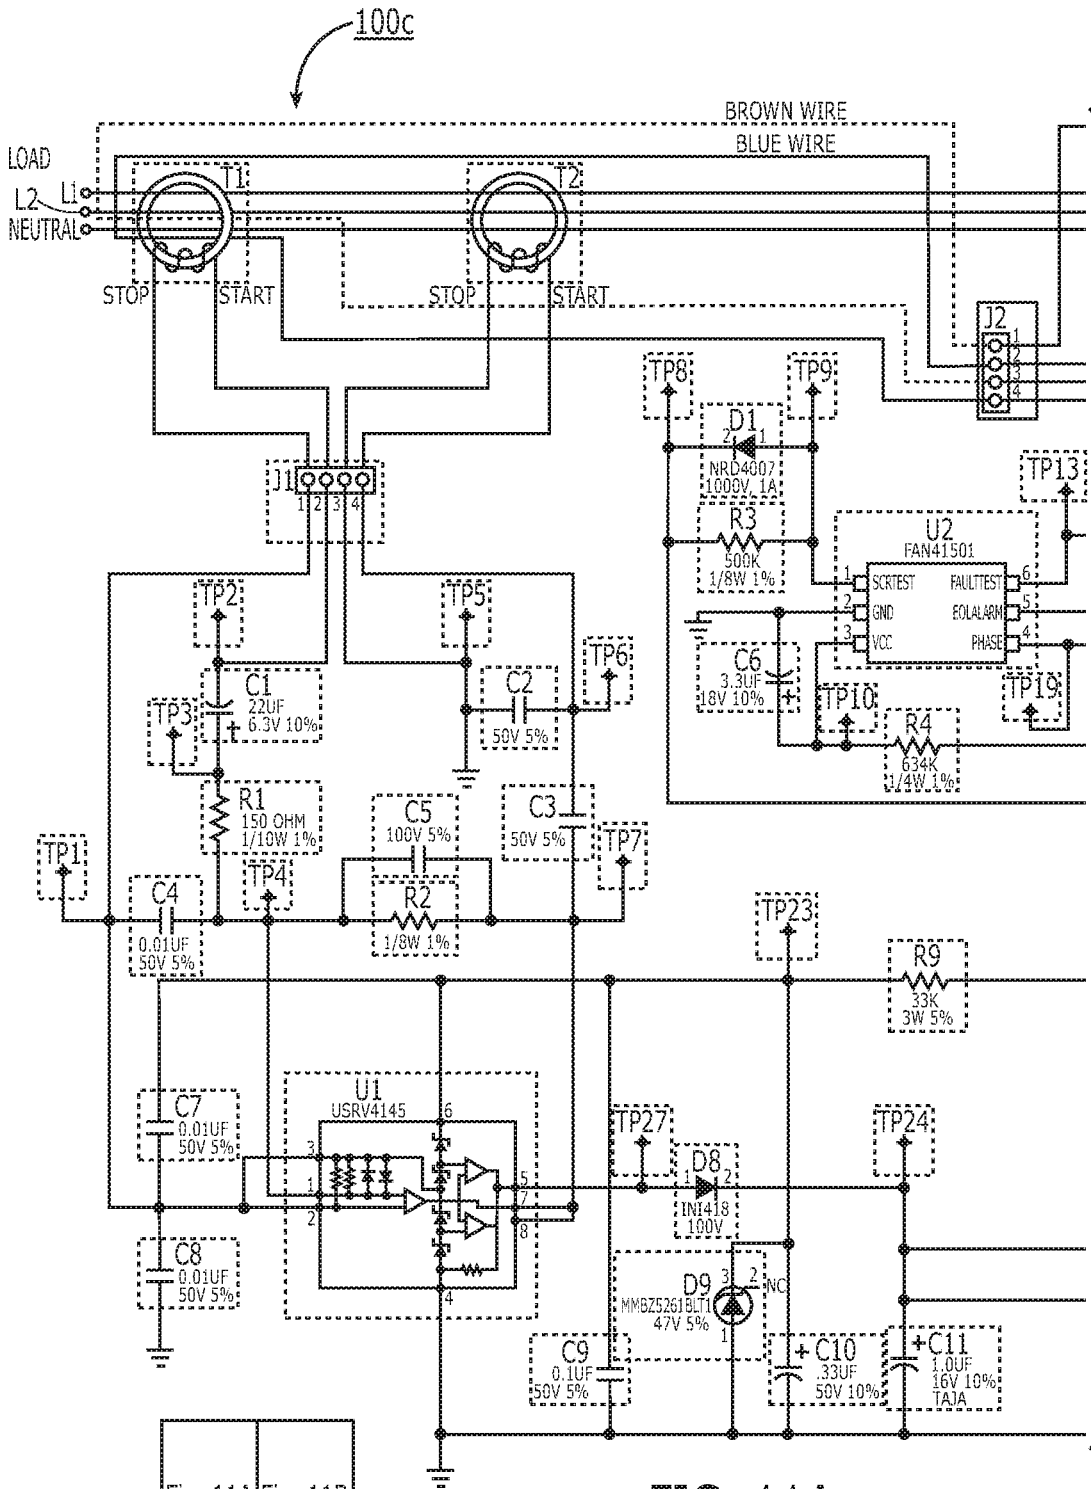 100c
BROWN WIRE
BLUE WIRE
LOAD
T1
T2
L1
L2
NEUTRAL
STOP
START
STOP
START
J2
1
2
3
4
TP8
TP9
D1
2
1
NRD4007
1000V, 1A
TP13
R3
500K
1/8W 1%
U2
FAN41501
1
SCRTEST
FAULTTEST
6
2
GND
EOLALARM
5
3
VCC
PHASE
4
J1
1
2
3
4
TP2
TP5
TP6
C1
22UF
6.3V 10%
+
TP3
C2
50V 5%
C6
3.3UF
18V 10%
+
TP10
TP19
R4
634K
1/4W 1%
R1
150 OHM
1/10W 1%
C5
100V 5%
C3
50V 5%
TP1
TP4
TP7
C4
0.01UF
50V 5%
R2
1/8W 1%
TP23
R9
33K
3W 5%
C7
0.01UF
50V 5%
U1
USRV4145
6
3
1
2
5
7
8
4
TP27
TP24
D8
1
2
INI418
100V
C8
0.01UF
50V 5%
D9
3
2
NC
MMBZ5261BLT1
47V 5%
1
C9
0.1UF
50V 5%
+
C10
.33UF
50V 10%
+
C11
1.0UF
16V 10%
TAJA